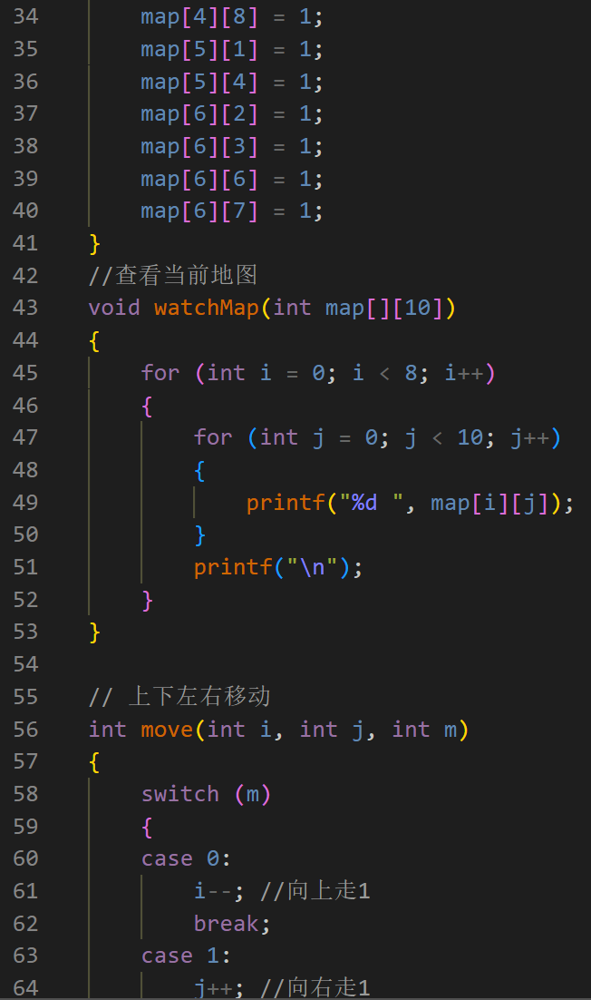 34 map[4][8] = 1;
35 map[5][1] = 1;
36 map[5][4] = 1;
37 map[6][2] = 1;
38 map[6][3] = 1;
39 map[6][6] = 1;
40 map[6][7] = 1;
41 }
42 //查看当前地图
43 void watchMap(int map[][10])
44 {
45 for (int i = 0; i < 8; i++)
46 {
47 for (int j = 0; j < 10; j++)
48 {
49 printf("%d ", map[i][j]);
50 }
51 printf("\n");
52 }
53 }
54
55 // 上下左右移动
56 int move(int i, int j, int m)
57 {
58 switch (m)
59 {
60 case 0:
61 i--; //向上走1
62 break;
63 case 1:
64 j++; //向右走1